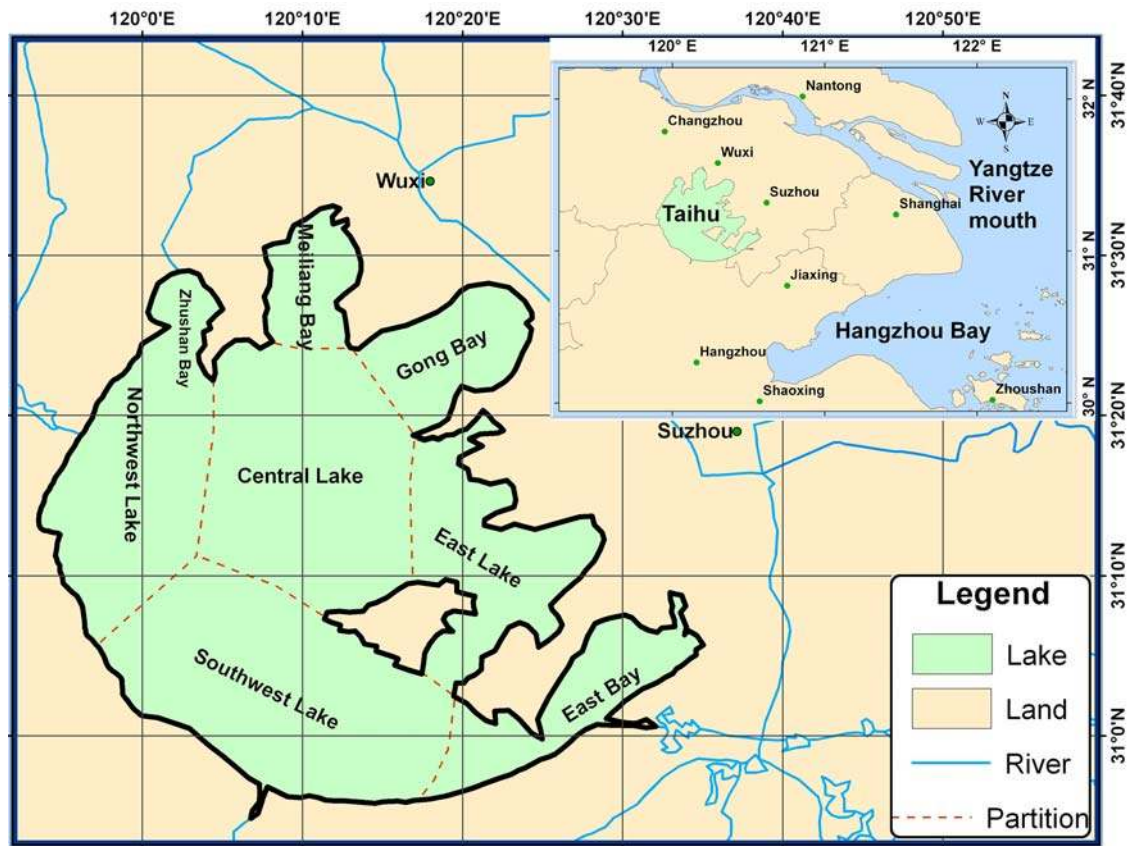 120°0'E
120°10'E
120°20'E
120°30'E
120°40'E
120°50'E
120° E
121° E
122° E
Nantong
32° N
N
W
E
S
Changzhou
Wuxi
Yangtze
River
mouth
Suzhou
Shanghai
Taihu
31° N
Jiaxing
Hangzhou Bay
Hangzhou
Zhoushan
Shaoxing
30° N
31°40'N
31°30'N
31°20'N
31°10'N
31°0'N
Wuxi
Meiliang Bay
Zhushan Bay
Gong Bay
Northwest Lake
Suzhou
Central Lake
East Lake
Southwest Lake
East Bay
Legend
Lake
Land
River
Partition